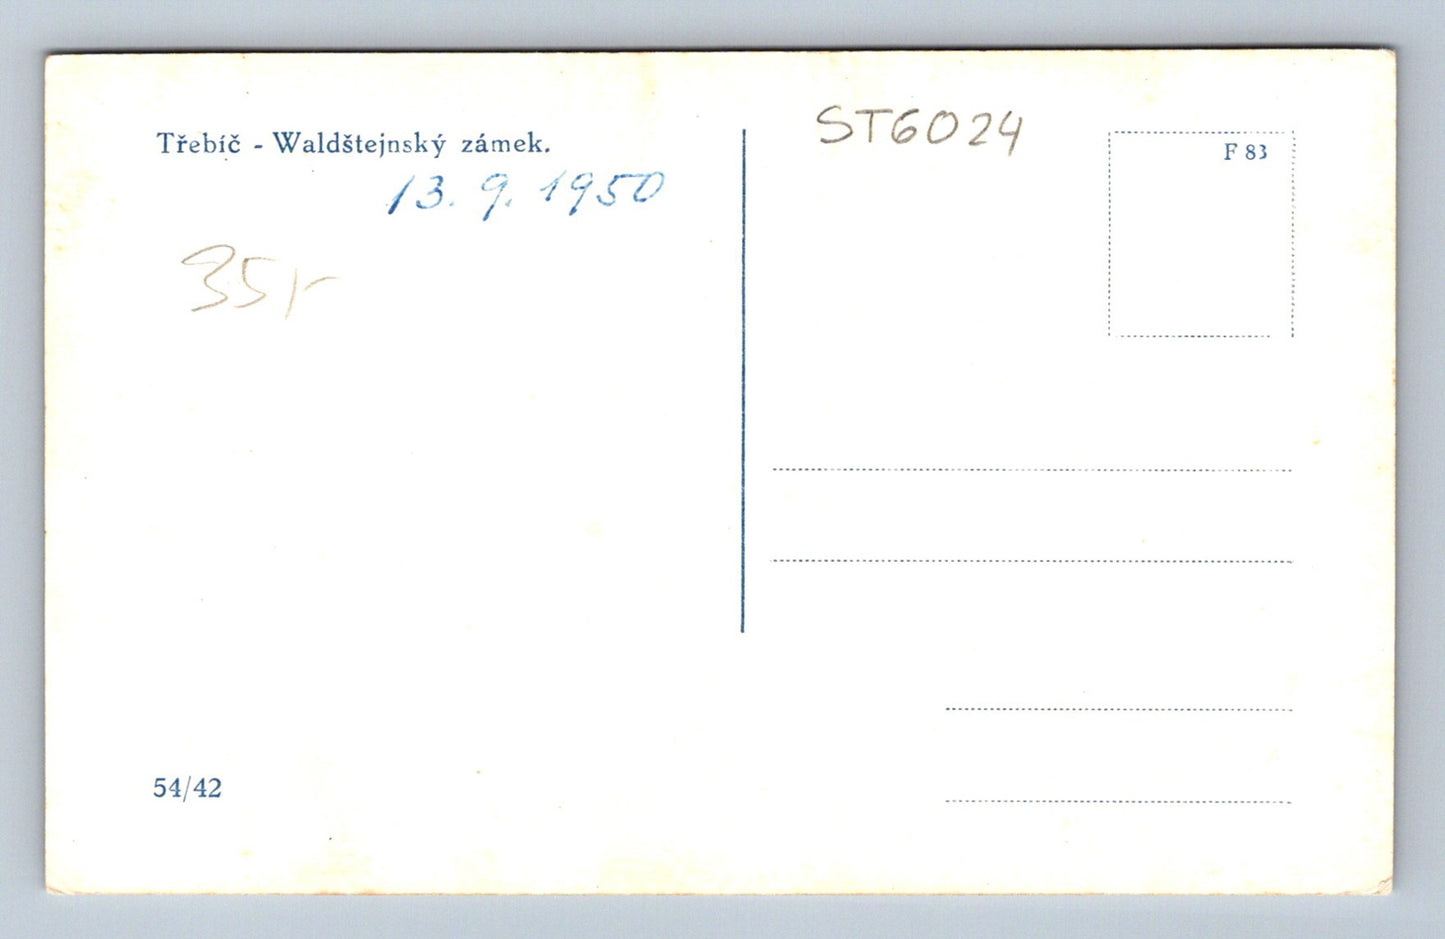 Třebíč - Waldštejnský zámek.
13. 9. 1950
35,-
ST6024
F 83
54/42